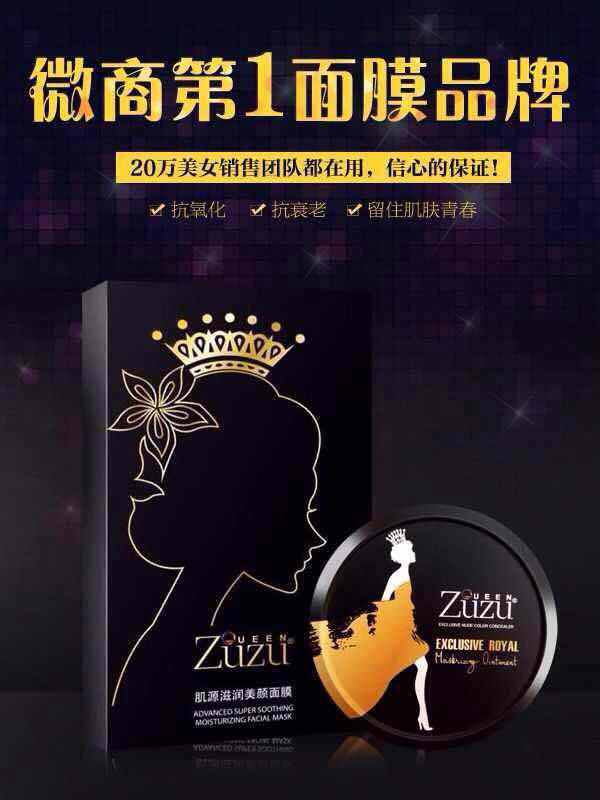 微商第1面膜品牌
20万美女销售团队都在用，信心的保证！
抗氧化 抗衰老 留住肌肤青春
QUEEN
Zuzu®
肌源滋润美颜面膜
ADVANCED SUPER SOOTHING
MOISTURIZING FACIAL MASK
QUEEN
Zuzu®
EXCLUSIVE NUDE COLOR CONCEALER
EXCLUSIVE ROYAL
Ointment